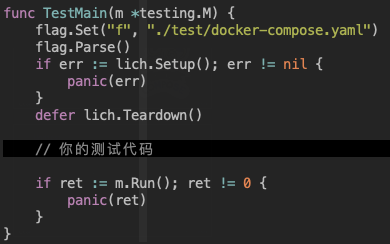 func TestMain(m *testing.M) {
    flag.Set("f", "./test/docker-compose.yaml")
    flag.Parse()
    if err := lich.Setup(); err != nil {
        panic(err)
    }
    defer lich.Teardown()

    // 你的测试代码

    if ret := m.Run(); ret != 0 {
        panic(ret)
    }
}